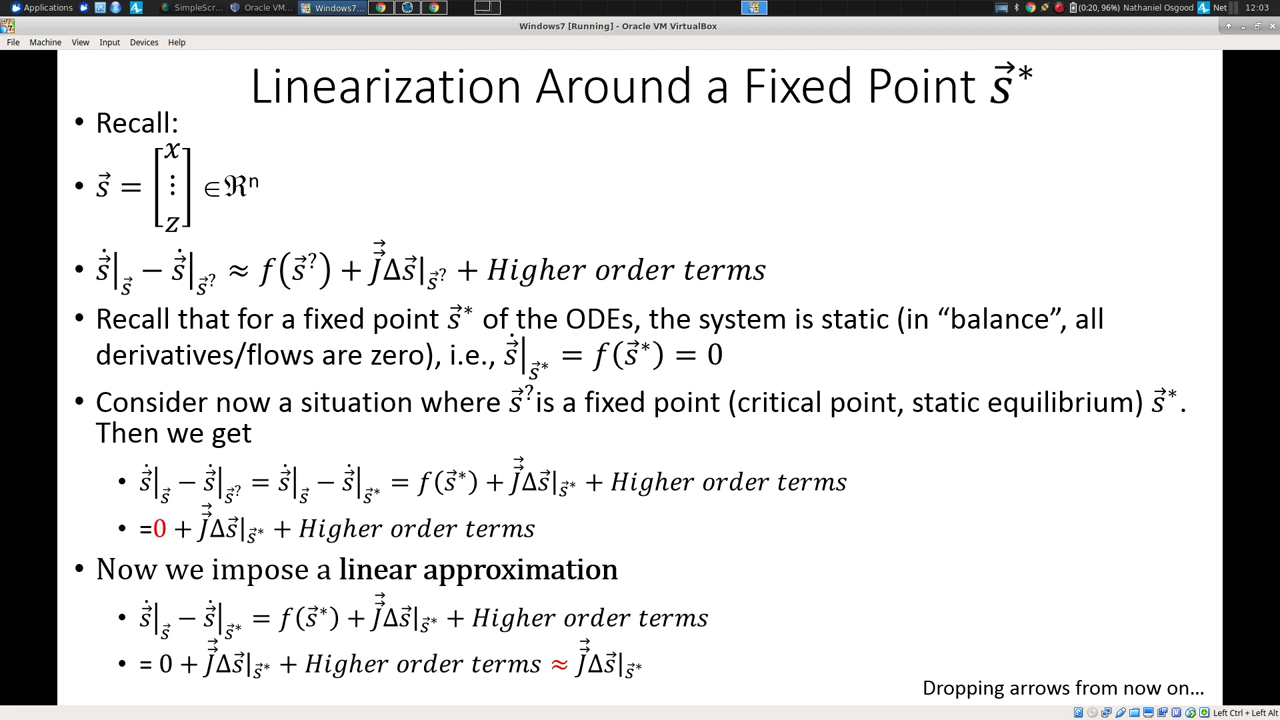 Applications SimpleScr... Oracle VM... Windows7... (0:20, 96%) Nathaniel Osgood Net 12:03
Windows7 [Running] - Oracle VM VirtualBox
File Machine View Input Devices Help
Linearization Around a Fixed Point s⃗*
• Recall:
• s⃗ = [x ⋮ z] ∈ℜⁿ
• s⃗̇|_s⃗ − s⃗̇|_s⃗? ≈ f(s⃗?) + J⃗⃗Δs⃗|_s⃗? + Higher order terms
• Recall that for a fixed point s⃗* of the ODEs, the system is static (in “balance”, all
derivatives/flows are zero), i.e., s⃗̇|_s⃗* = f(s⃗*) = 0
• Consider now a situation where s⃗? is a fixed point (critical point, static equilibrium) s⃗*.
Then we get
• s⃗̇|_s⃗ − s⃗̇|_s⃗? = s⃗̇|_s⃗ − s⃗̇|_s⃗* = f(s⃗*) + J⃗⃗Δs⃗|_s⃗* + Higher order terms
• =0 + J⃗⃗Δs⃗|_s⃗* + Higher order terms
• Now we impose a linear approximation
• s⃗̇|_s⃗ − s⃗̇|_s⃗* = f(s⃗*) + J⃗⃗Δs⃗|_s⃗* + Higher order terms
• = 0 + J⃗⃗Δs⃗|_s⃗* + Higher order terms ≈ J⃗⃗Δs⃗|_s⃗*
Dropping arrows from now on...
Left Ctrl + Left Alt